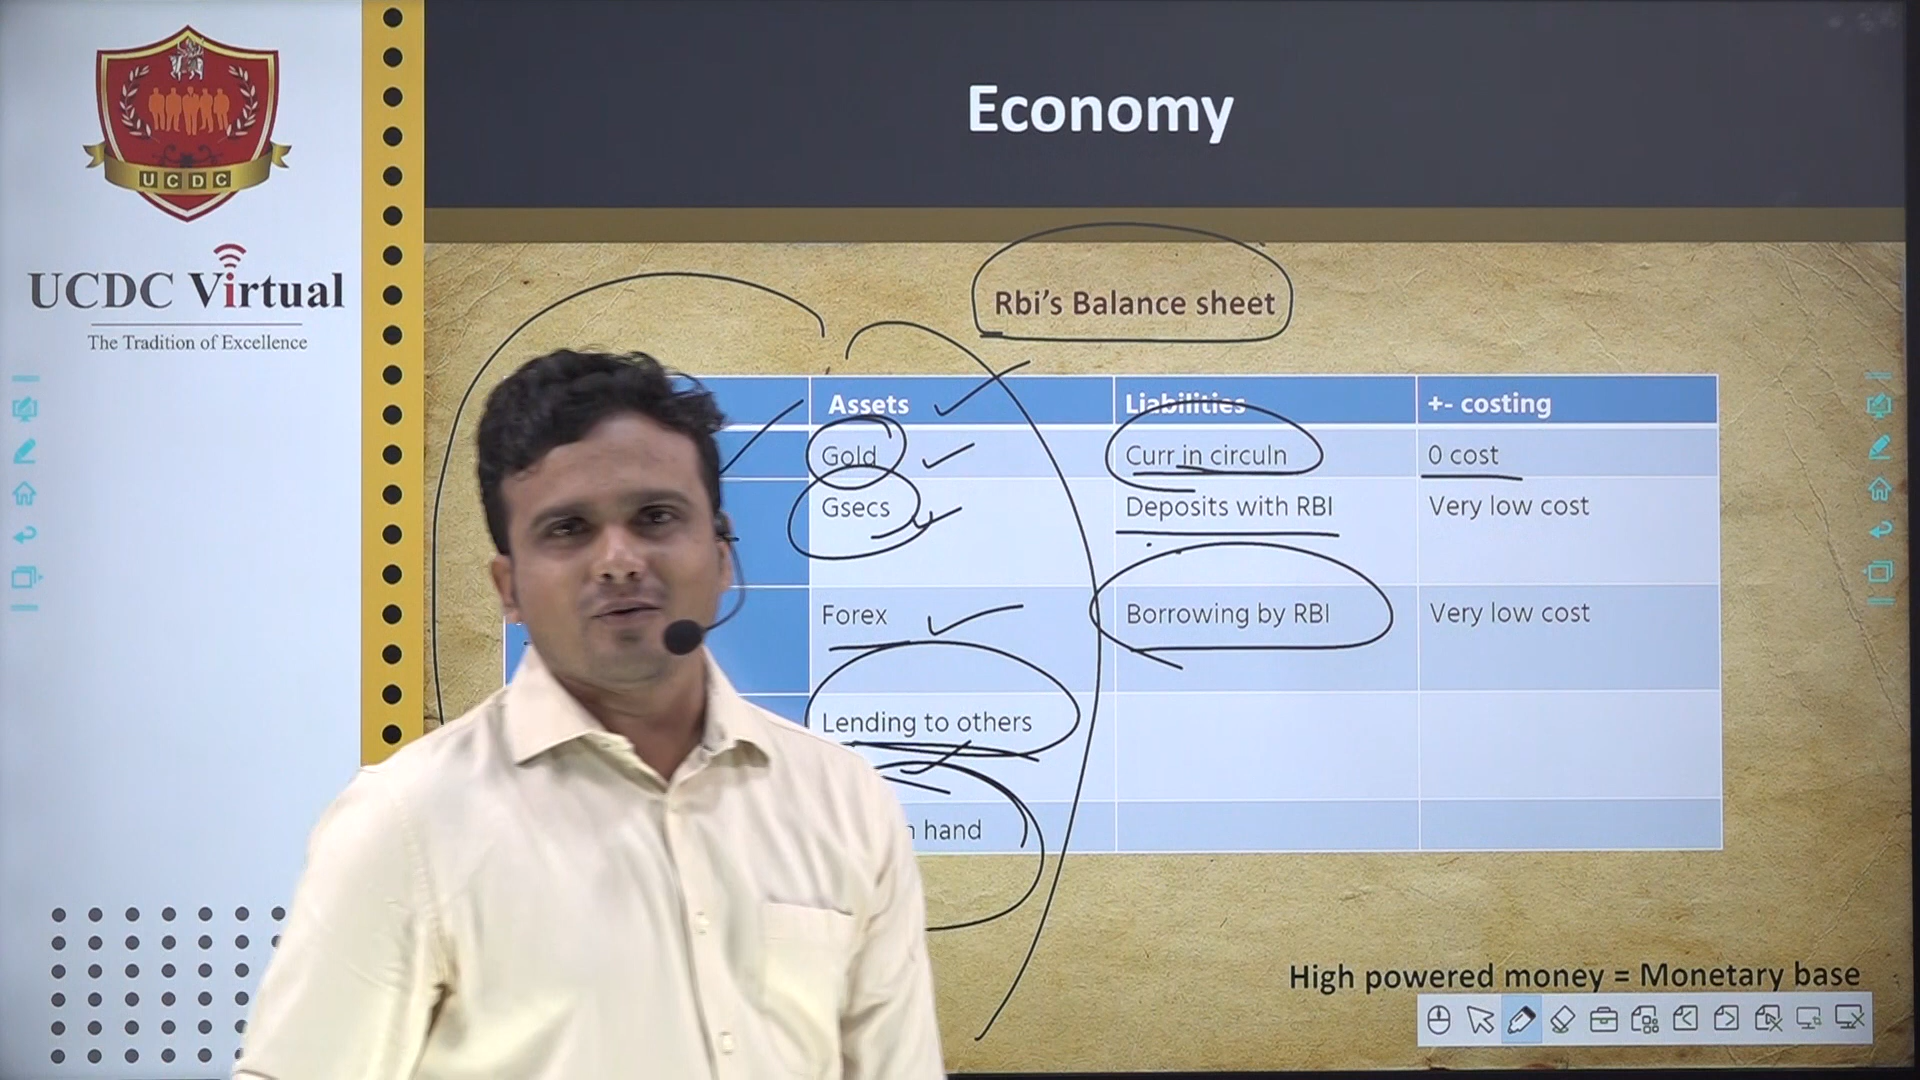 UCDC
UCDC Virtual
The Tradition of Excellence
Economy
Rbi's Balance sheet
Assets Liabilities +- costing
Gold Curr in circuln 0 cost
Gsecs Deposits with RBI Very low cost
Forex Borrowing by RBI Very low cost
Lending to others
hand
High powered money = Monetary base